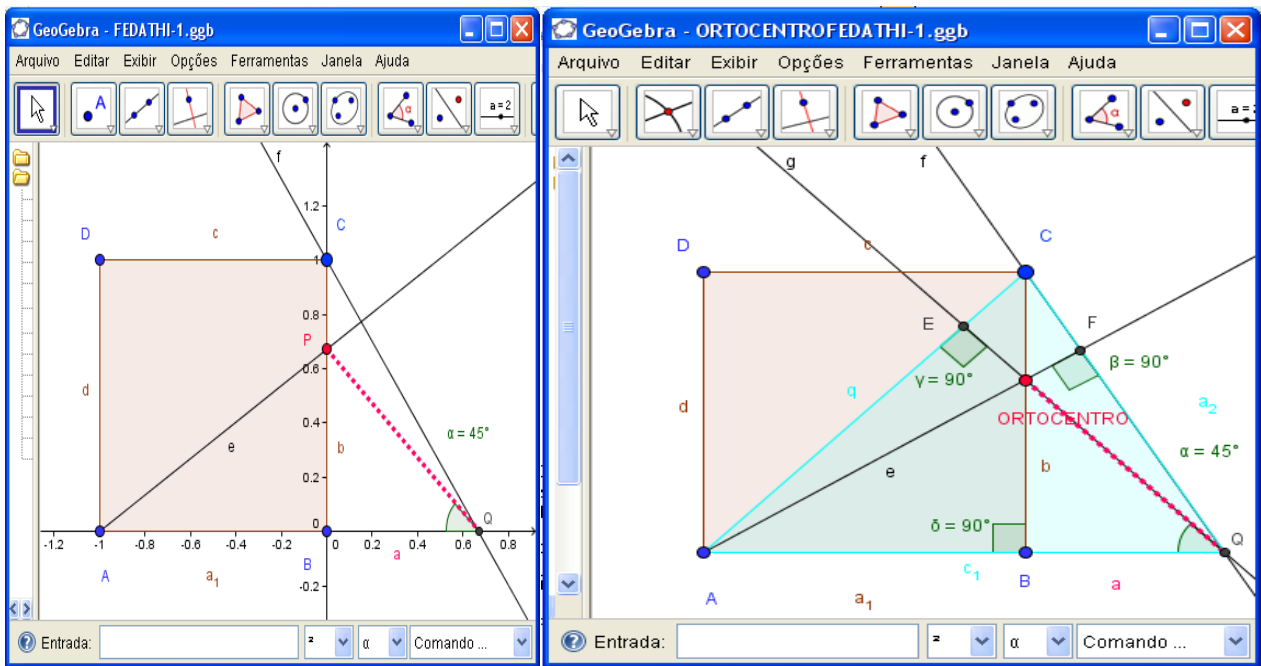 GeoGebra - FEDATHI-1.ggb
Arquivo Editar Exibir Opções Ferramentas Janela Ajuda
A
α
a = 2
f
1.2
D
c
C
1
0.8
P
0.6
d
0.4
α = 45°
e
b
0.2
0
Q
-1.2 -1 -0.8 -0.6 -0.4 -0.2 0 0.2 0.4 0.6 0.8
A
a₁
B
a
-0.2
Entrada:
²
α
Comando ...
GeoGebra - ORTOCENTROFEDATHI-1.ggb
Arquivo Editar Exibir Opções Ferramentas Janela Ajuda
α
a = 2
g
f
D
c
C
E
F
γ = 90°
β = 90°
d
q
ORTOCENTRO
a₂
α = 45°
e
b
δ = 90°
Q
c₁
A
a₁
B
a
Entrada:
²
α
Comando ...